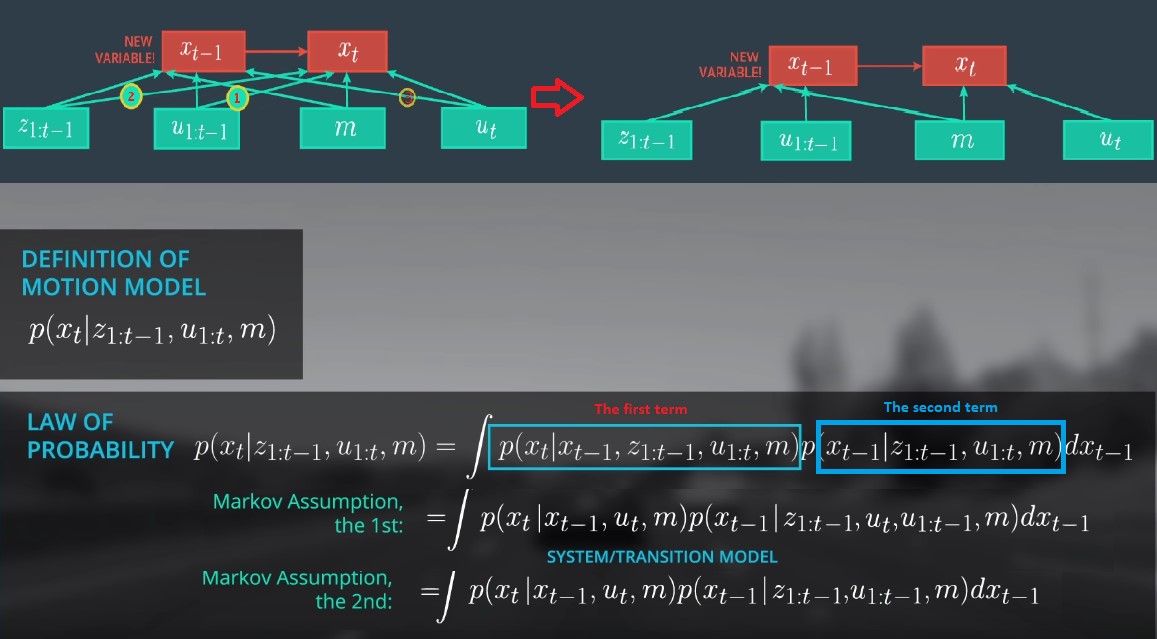 NEW
VARIABLE!
x_{t−1}
x_t
2
1
z_{1:t−1}
u_{1:t−1}
m
u_t
NEW
VARIABLE!
x_{t−1}
x_t
z_{1:t−1}
u_{1:t−1}
m
u_t
DEFINITION OF
MOTION MODEL
p(x_t|z_{1:t−1}, u_{1:t}, m)
The first term
The second term
LAW OF
PROBABILITY
p(x_t|z_{1:t−1}, u_{1:t}, m) = ∫ p(x_t|x_{t−1}, z_{1:t−1}, u_{1:t}, m)p(x_{t−1}|z_{1:t−1}, u_{1:t}, m)dx_{t−1}
Markov Assumption,
the 1st:
= ∫ p(x_t|x_{t−1}, u_t, m)p(x_{t−1}|z_{1:t−1}, u_t, u_{1:t−1}, m)dx_{t−1}
SYSTEM/TRANSITION MODEL
Markov Assumption,
the 2nd:
= ∫ p(x_t|x_{t−1}, u_t, m)p(x_{t−1}|z_{1:t−1}, u_{1:t−1}, m)dx_{t−1}